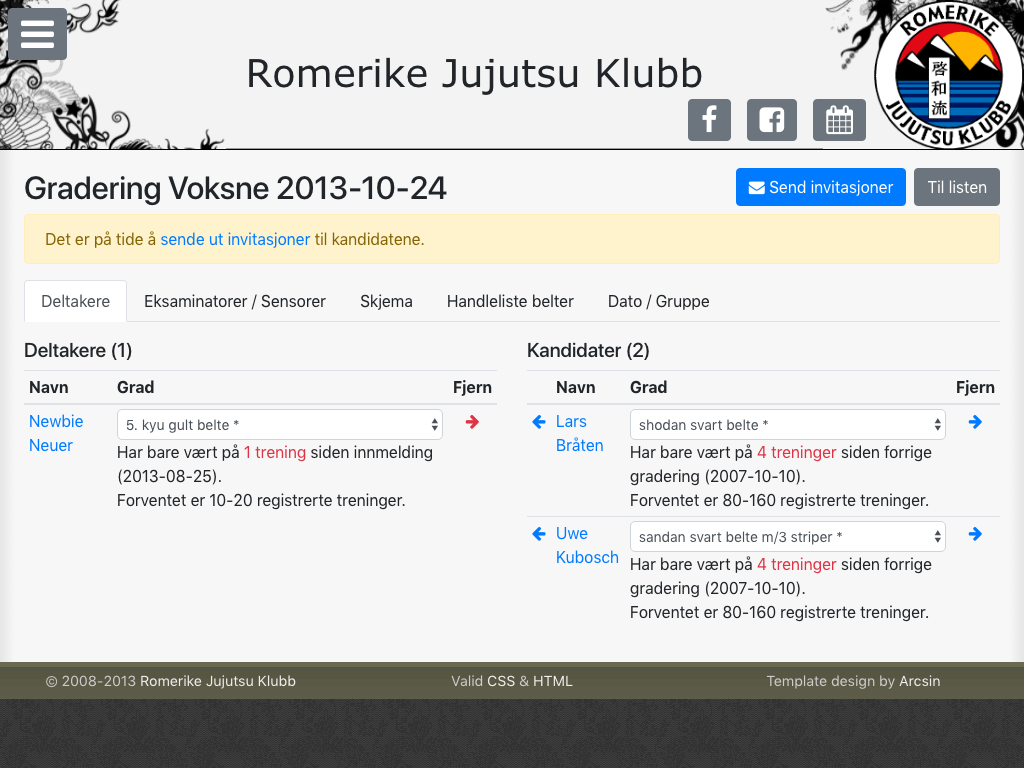 Romerike Jujutsu Klubb
ROMERIKE
啓和流
JUJUTSU KLUBB
Gradering Voksne 2013-10-24
Send invitasjoner
Til listen
Det er på tide å sende ut invitasjoner til kandidatene.
Deltakere
Eksaminatorer / Sensorer
Skjema
Handleliste belter
Dato / Gruppe
Deltakere (1)
Navn Grad Fjern
Newbie Neuer
5. kyu gult belte *
Har bare vært på 1 trening siden innmelding
(2013-08-25).
Forventet er 10-20 registrerte treninger.
Kandidater (2)
Navn Grad Fjern
Lars
Bråten
shodan svart belte *
Har bare vært på 4 treninger siden forrige
gradering (2007-10-10).
Forventet er 80-160 registrerte treninger.
Uwe
Kubosch
sandan svart belte m/3 striper *
Har bare vært på 4 treninger siden forrige
gradering (2007-10-10).
Forventet er 80-160 registrerte treninger.
© 2008-2013 Romerike Jujutsu Klubb
Valid CSS & HTML
Template design by Arcsin